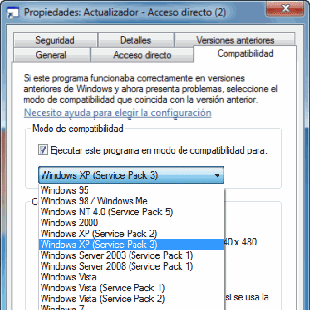 Propiedades: Actualizador - Acceso directo (2)
Seguridad Detalles Versiones anteriores
General Acceso directo Compatibilidad
Si este programa funcionaba correctamente en versiones
anteriores de Windows y ahora presenta problemas, seleccione el
modo de compatibilidad que coincida con la versión anterior.
Necesito ayuda para elegir la configuración
Modo de compatibilidad
Ejecutar este programa en modo de compatibilidad para:
Windows XP (Service Pack 3)
Windows 95
Windows 98 / Windows Me
Windows NT 4.0 (Service Pack 5)
Windows 2000
Windows XP (Service Pack 2)
Windows XP (Service Pack 3)
40 x 480
Windows Server 2003 (Service Pack 1)
Windows Server 2008 (Service Pack 1)
Windows Vista
Windows Vista (Service Pack 1)
Windows Vista (Service Pack 2)
si se usa la
Windows 7